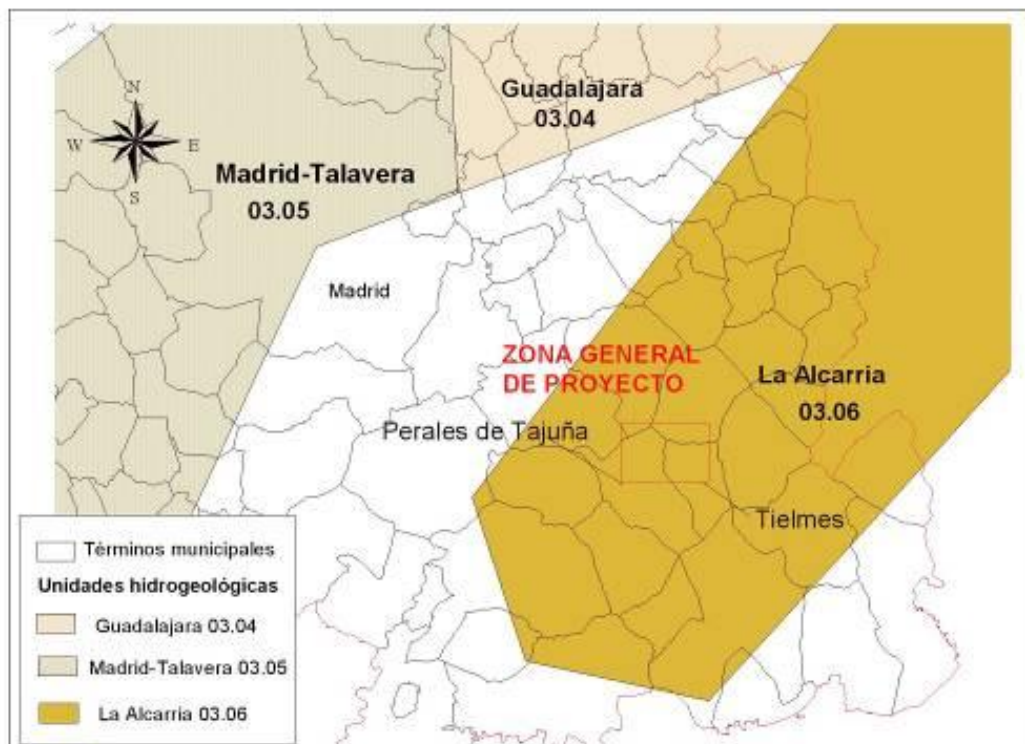 Guadalajara
03.04
N
W
E
S
Madrid-Talavera
03.05
Madrid
ZONA GENERAL
DE PROYECTO
La Alcarria
03.06
Perales de Tajuña
Tielmes
Términos municipales
Unidades hidrogeológicas
Guadalajara 03.04
Madrid-Talavera 03.05
La Alcarria 03.06